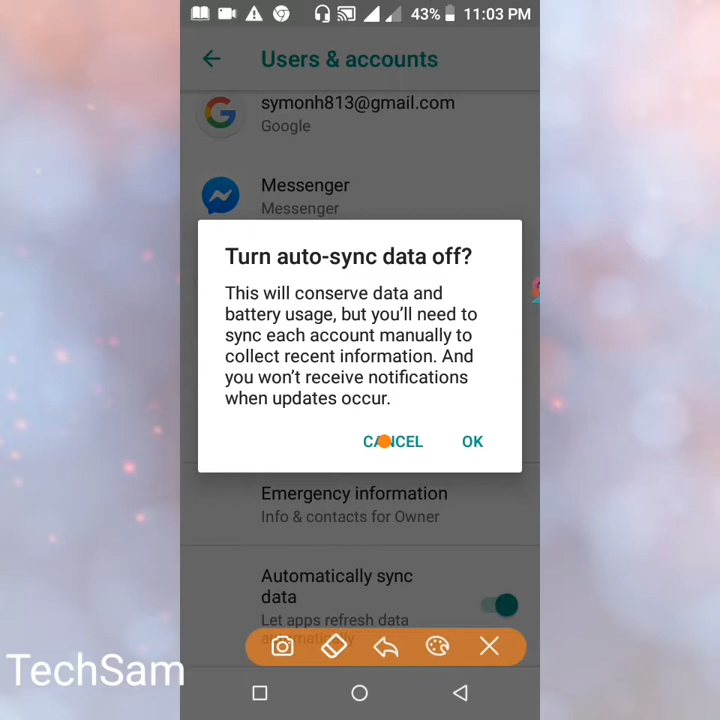 43% 11:03 PM
Users & accounts
symonh813@gmail.com
Google
Messenger
Messenger
Turn auto-sync data off?
This will conserve data and
battery usage, but you’ll need to
sync each account manually to
collect recent information. And
you won’t receive notifications
when updates occur.
CANCEL OK
Emergency information
Info & contacts for Owner
Automatically sync
data
Let apps refresh data
automatically
TechSam